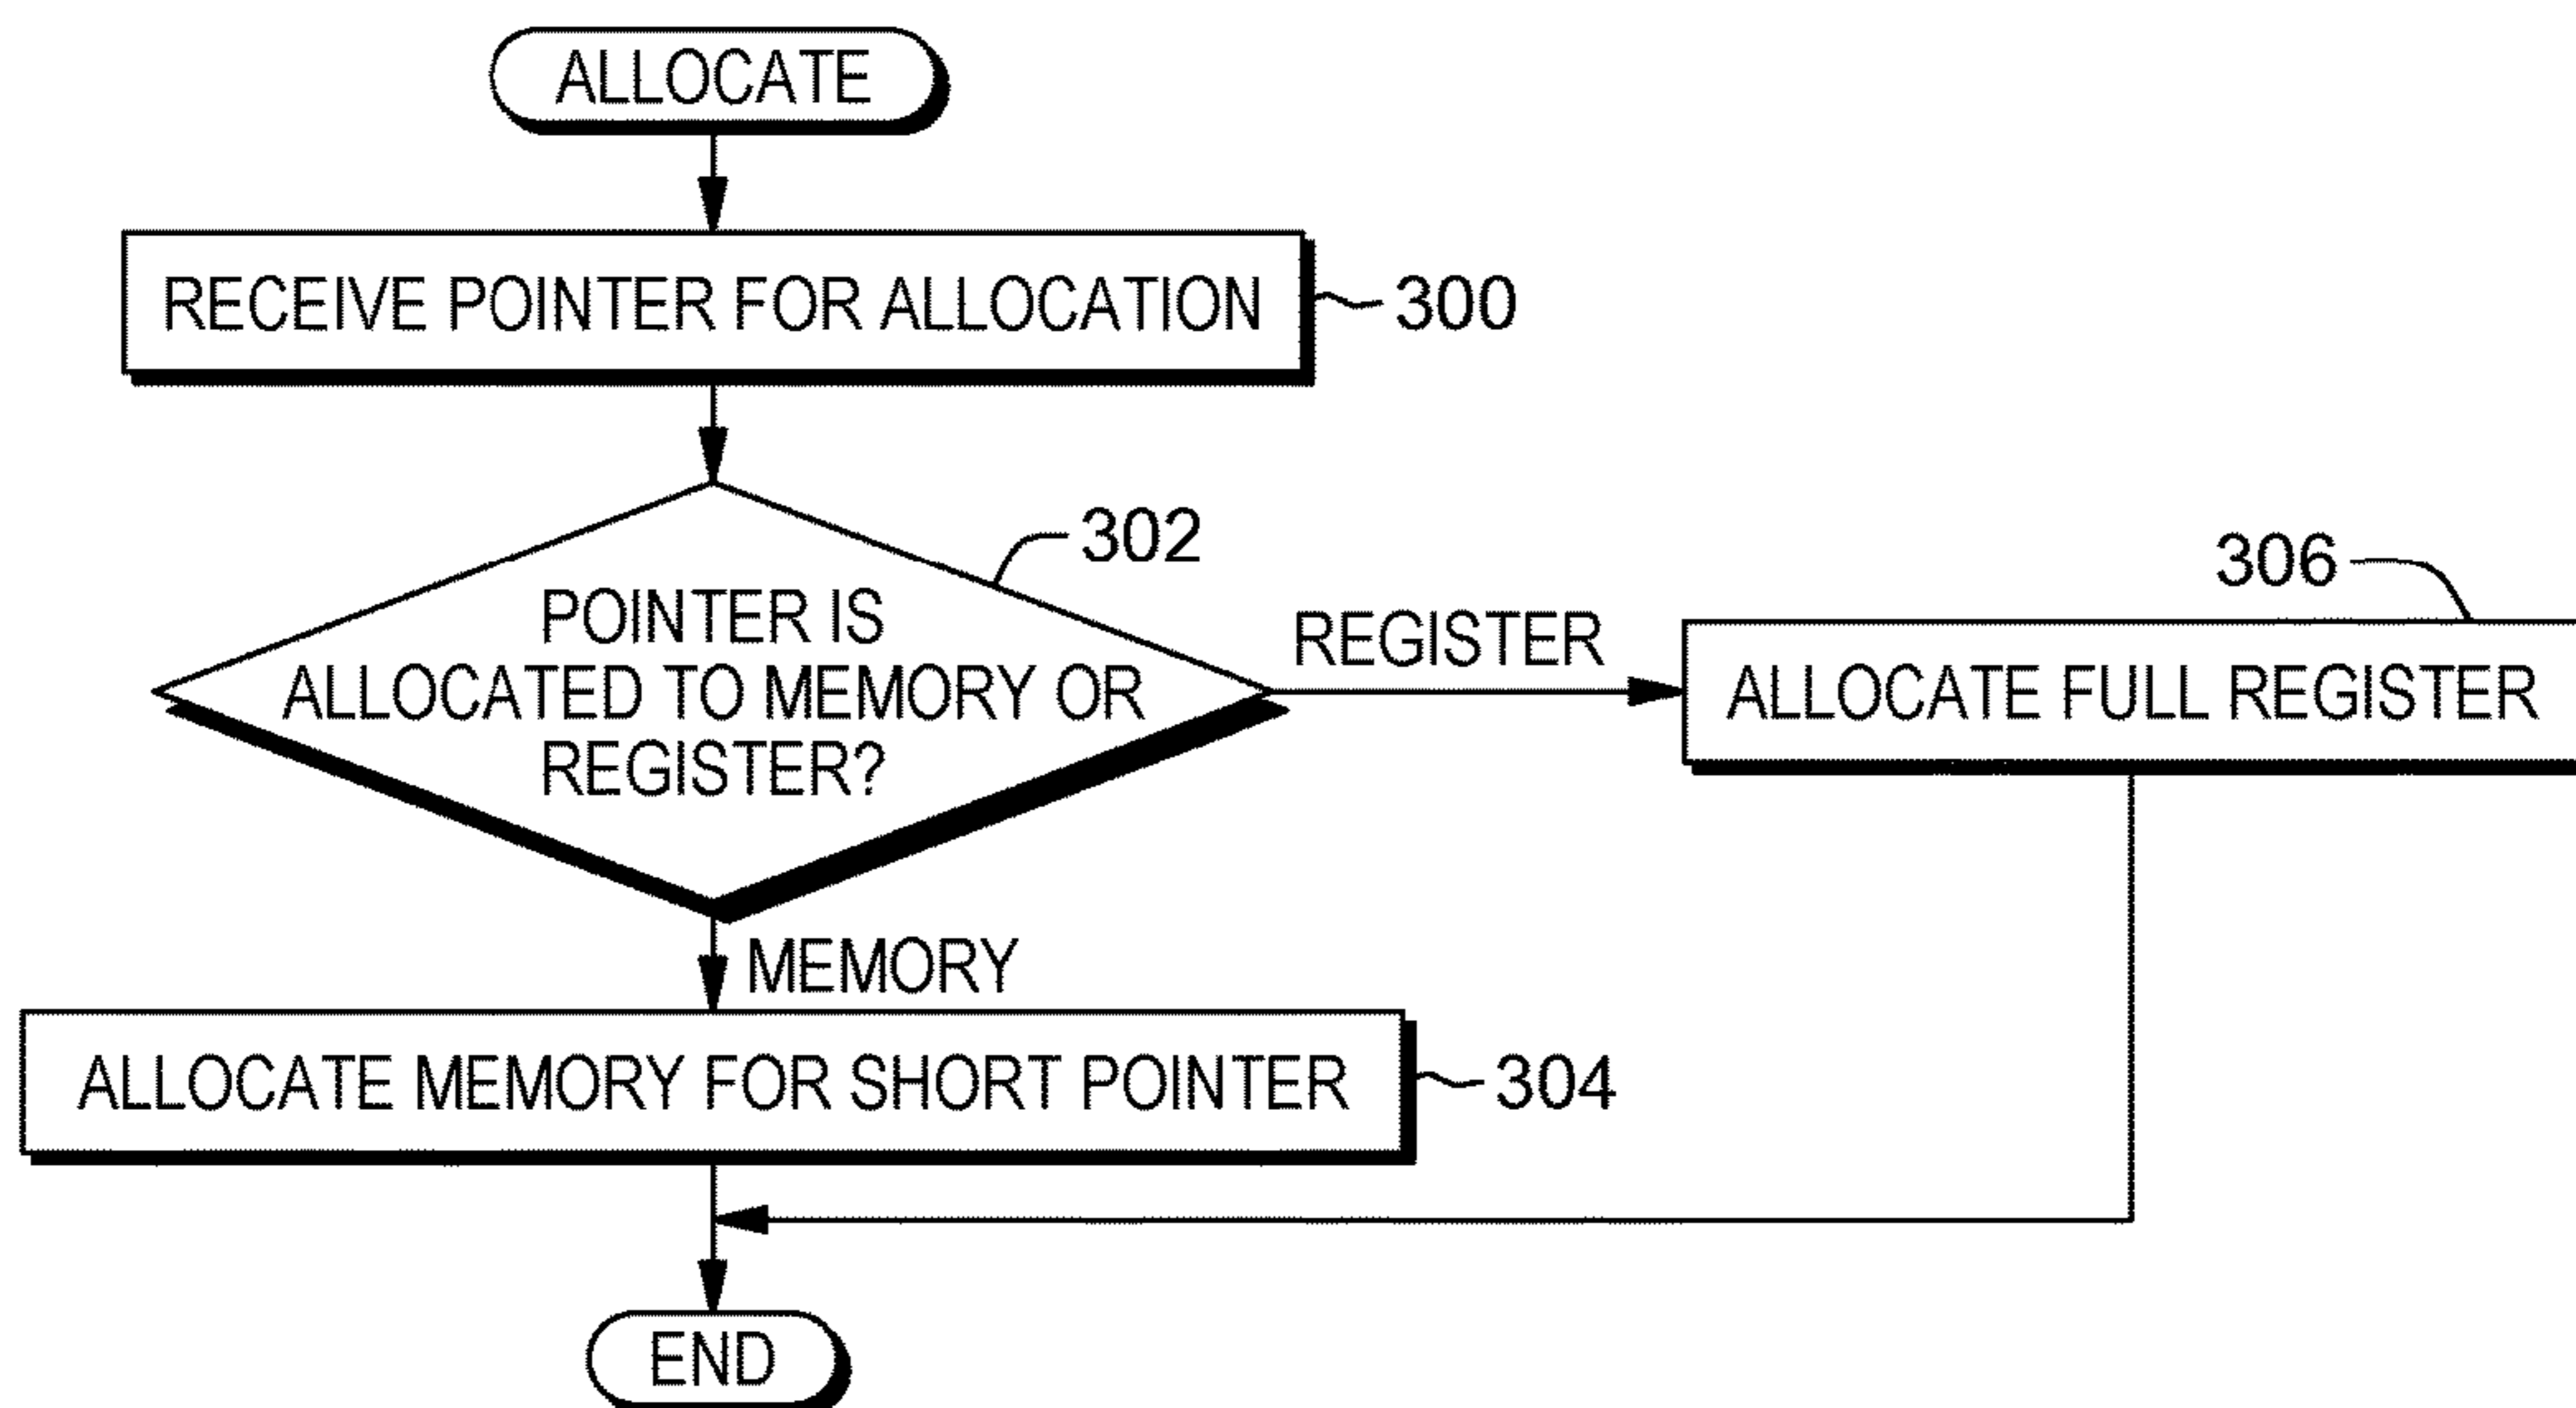 ALLOCATE
RECEIVE POINTER FOR ALLOCATION
300
302
POINTER IS
ALLOCATED TO MEMORY OR
REGISTER?
REGISTER
306
ALLOCATE FULL REGISTER
MEMORY
ALLOCATE MEMORY FOR SHORT POINTER
304
END